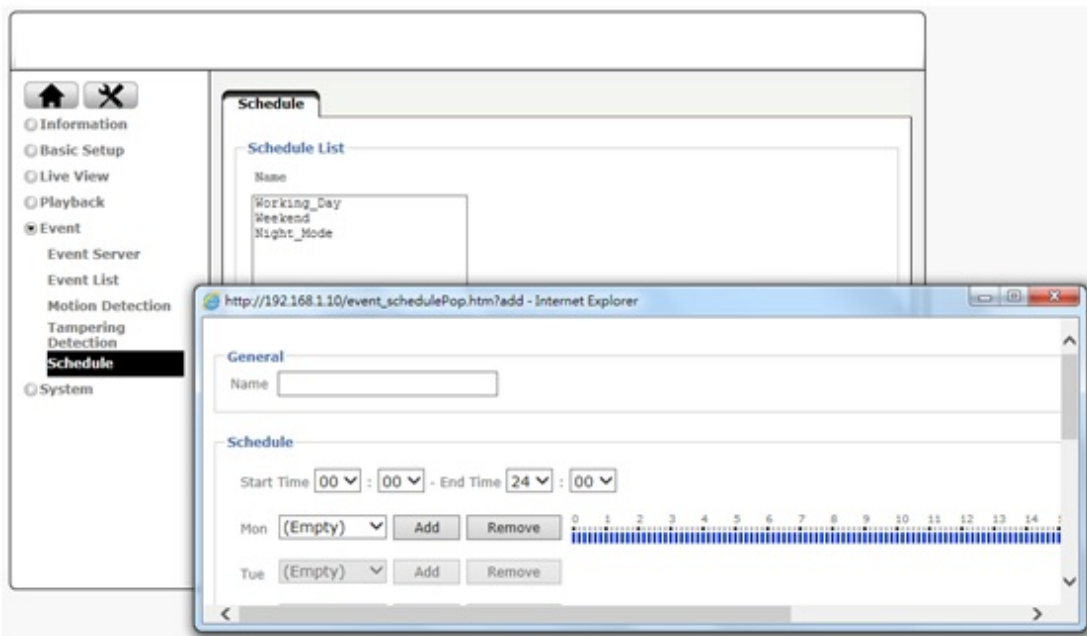 Information
Basic Setup
Live View
Playback
Event
Event Server
Event List
Motion Detection
Tampering
Detection
Schedule
System
Schedule
Schedule List
Name
Working_Day
Weekend
Night_Mode
http://192.168.1.10/event_schedulePop.htm?add - Internet Explorer
General
Name
Schedule
Start Time 00 : 00 - End Time 24 : 00
Mon (Empty) Add Remove 0 1 2 3 4 5 6 7 8 9 10 11 12 13 14
Tue (Empty) Add Remove